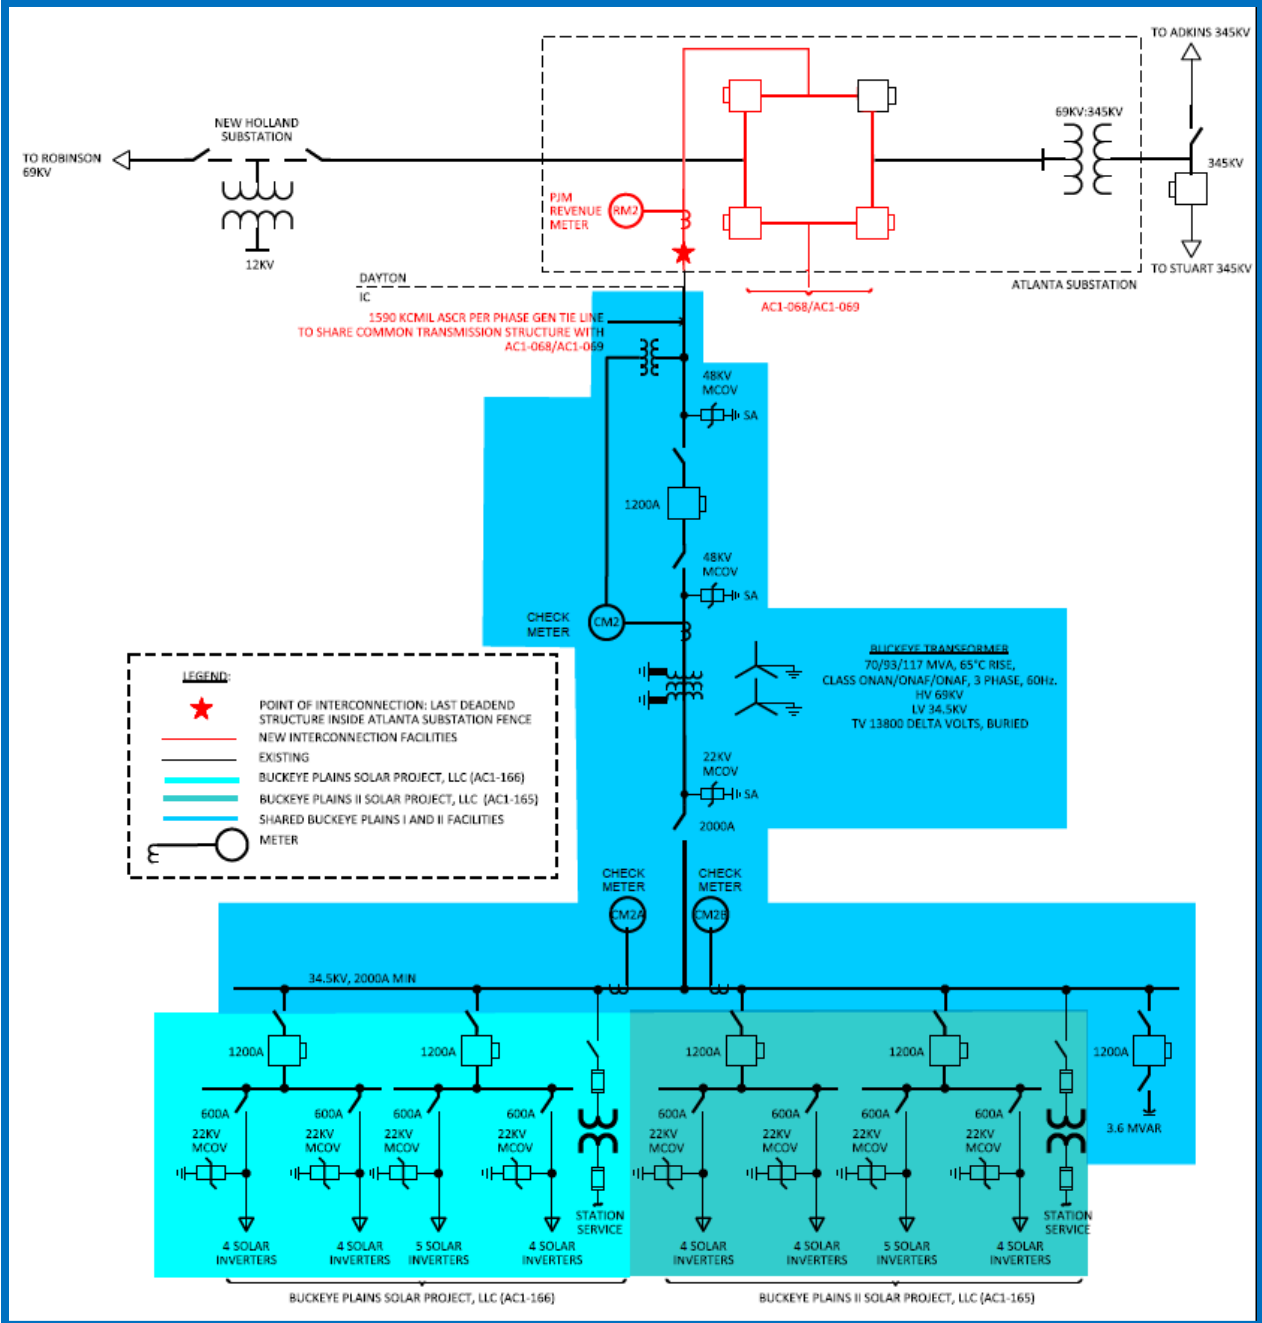 TO ADKINS 345KV
69KV:345KV
NEW HOLLAND
SUBSTATION
TO ROBINSON
69KV
345KV
PJM
REVENUE
METER
RM2
12KV
TO STUART 345KV
DAYTON
IC
ATLANTA SUBSTATION
AC1-068/AC1-069
1590 KCMIL ASCR PER PHASE GEN TIE LINE
TO SHARE COMMON TRANSMISSION STRUCTURE WITH
AC1-068/AC1-069
48KV
MCOV
SA
1200A
48KV
MCOV
SA
CHECK
METER
CM2
BUCKEYE TRANSFORMER
70/93/117 MVA, 65°C RISE,
CLASS ONAN/ONAF/ONAF, 3 PHASE, 60Hz.
HV 69KV
LV 34.5KV
TV 13800 DELTA VOLTS, BURIED
LEGEND:
POINT OF INTERCONNECTION: LAST DEADEND
STRUCTURE INSIDE ATLANTA SUBSTATION FENCE
NEW INTERCONNECTION FACILITIES
EXISTING
BUCKEYE PLAINS SOLAR PROJECT, LLC (AC1-166)
BUCKEYE PLAINS II SOLAR PROJECT, LLC (AC1-165)
SHARED BUCKEYE PLAINS I AND II FACILITIES
METER
22KV
MCOV
SA
2000A
CHECK
METER
CM2A
CHECK
METER
CM2B
34.5KV, 2000A MIN
1200A
1200A
1200A
1200A
1200A
600A
600A
600A
600A
600A
600A
600A
600A
3.6 MVAR
22KV
MCOV
22KV
MCOV
22KV
MCOV
22KV
MCOV
22KV
MCOV
22KV
MCOV
22KV
MCOV
22KV
MCOV
STATION
SERVICE
STATION
SERVICE
4 SOLAR
INVERTERS
4 SOLAR
INVERTERS
5 SOLAR
INVERTERS
4 SOLAR
INVERTERS
4 SOLAR
INVERTERS
4 SOLAR
INVERTERS
5 SOLAR
INVERTERS
4 SOLAR
INVERTERS
BUCKEYE PLAINS SOLAR PROJECT, LLC (AC1-166)
BUCKEYE PLAINS II SOLAR PROJECT, LLC (AC1-165)